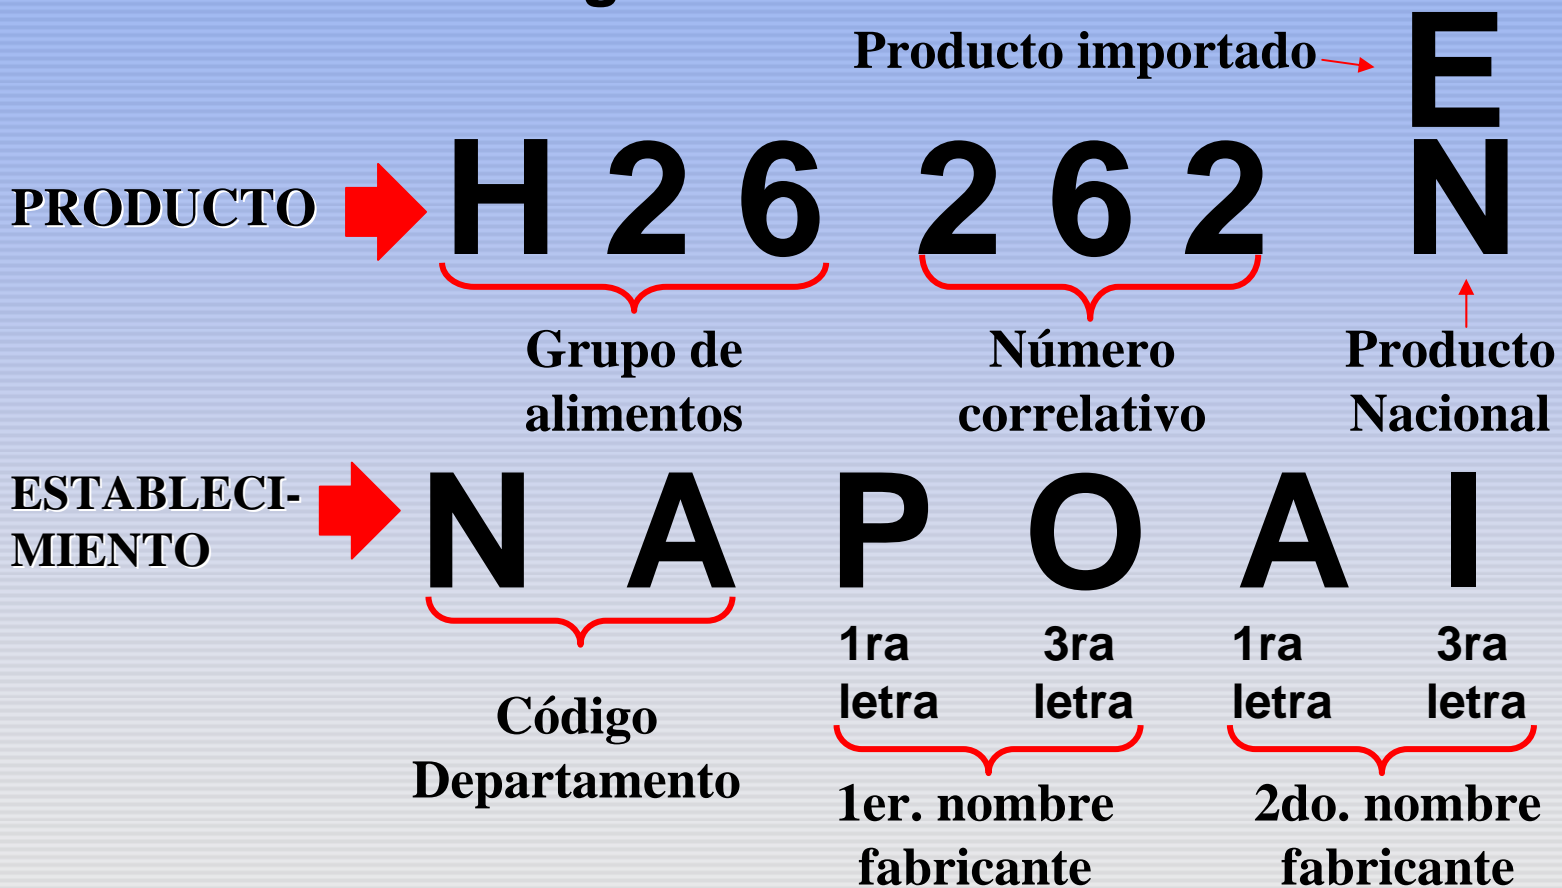 Producto importado E
PRODUCTO H 2 6 2 6 2 N
Grupo de alimentos
Número correlativo
Producto Nacional
ESTABLECI-
MIENTO
N A P O A I
1ra letra
3ra letra
1ra letra
3ra letra
Código Departamento
1er. nombre fabricante
2do. nombre fabricante